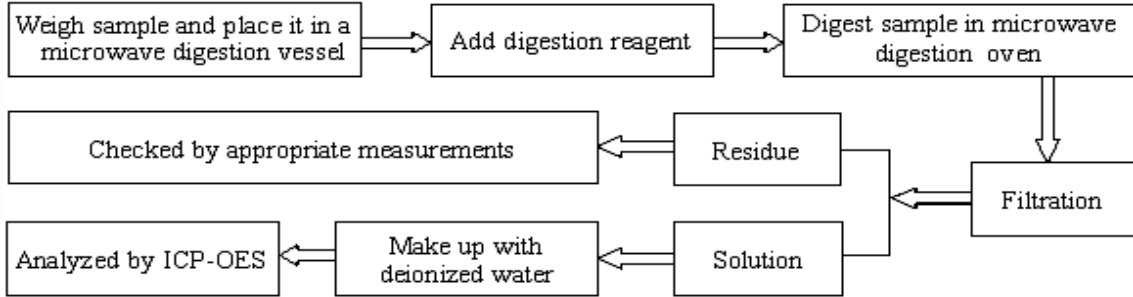 Weigh sample and place it in a
microwave digestion vessel
Add digestion reagent
Digest sample in microwave
digestion oven
Checked by appropriate measurements
Residue
Filtration
Analyzed by ICP-OES
Make up with
deionized water
Solution